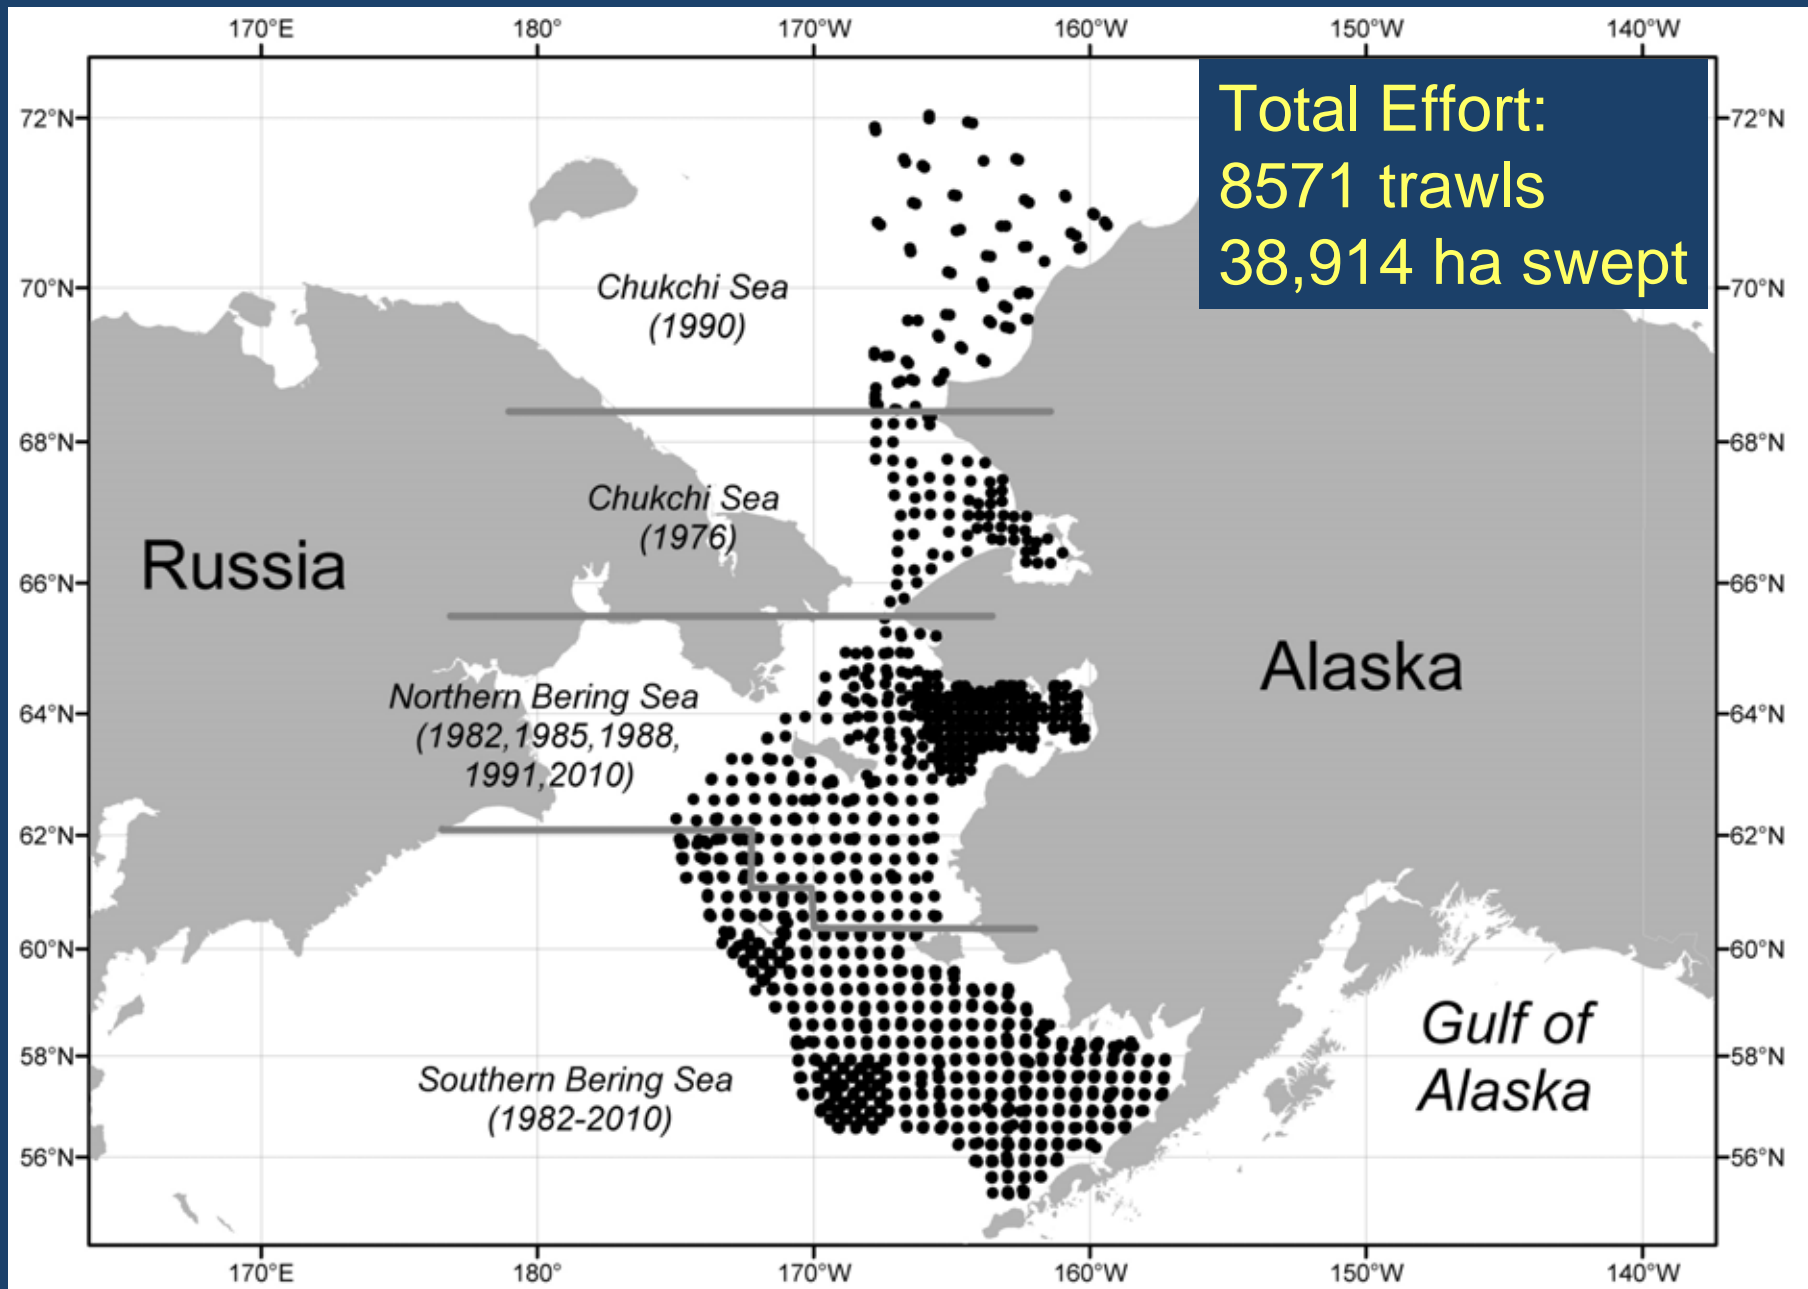 170°E 180° 170°W 160°W 150°W 140°W
72°N 72°N
Total Effort:
8571 trawls
38,914 ha swept
70°N 70°N
Chukchi Sea
(1990)
68°N 68°N
Chukchi Sea
(1976)
Russia
66°N 66°N
Alaska
Northern Bering Sea
(1982,1985,1988,
1991,2010)
64°N 64°N
62°N 62°N
60°N 60°N
Gulf of
Alaska
58°N 58°N
Southern Bering Sea
(1982-2010)
56°N 56°N
170°E 180° 170°W 160°W 150°W 140°W